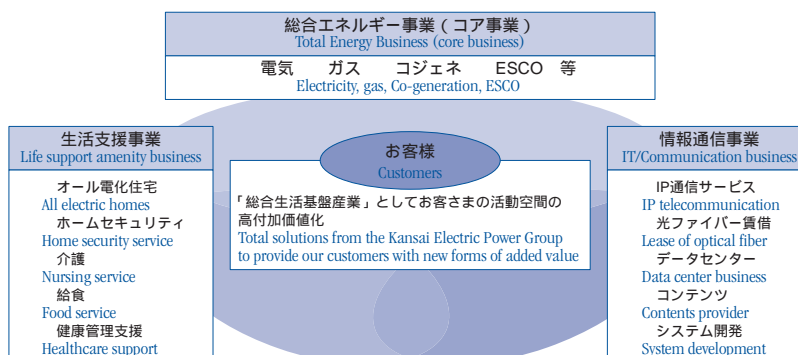 総合エネルギー事業（コア事業）
Total Energy Business (core business)
電気　ガス　コジェネ　ESCO　等
Electricity, gas, Co-generation, ESCO
生活支援事業
Life support amenity business
オール電化住宅
All electric homes
ホームセキュリティ
Home security service
介護
Nursing service
給食
Food service
健康管理支援
Healthcare support
お客様
Customers
「総合生活基盤産業」としてお客さまの活動空間の
高付加価値化
Total solutions from the Kansai Electric Power Group
to provide our customers with new forms of added value
情報通信事業
IT/Communication business
IP通信サービス
IP telecommunication
光ファイバー賃借
Lease of optical fiber
データセンター
Data center business
コンテンツ
Contents provider
システム開発
System development